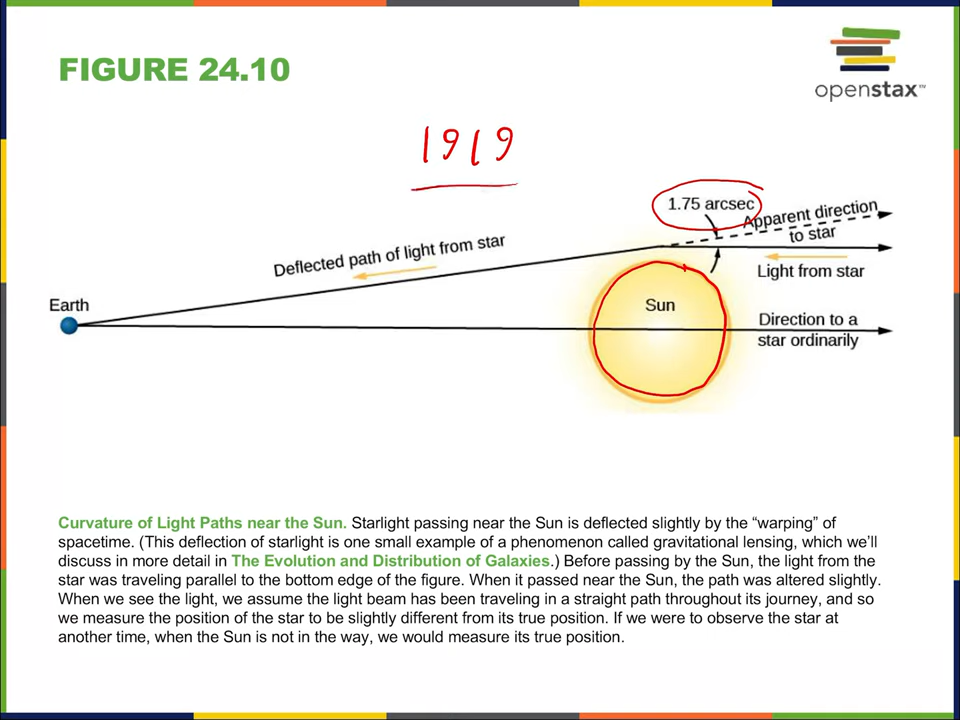 FIGURE 24.10
openstax™
1919
1.75 arcsec
Apparent direction
to star
Deflected path of light from star
Light from star
Earth
Sun
Direction to a
star ordinarily
Curvature of Light Paths near the Sun. Starlight passing near the Sun is deflected slightly by the “warping” of
spacetime. (This deflection of starlight is one small example of a phenomenon called gravitational lensing, which we’ll
discuss in more detail in The Evolution and Distribution of Galaxies.) Before passing by the Sun, the light from the
star was traveling parallel to the bottom edge of the figure. When it passed near the Sun, the path was altered slightly.
When we see the light, we assume the light beam has been traveling in a straight path throughout its journey, and so
we measure the position of the star to be slightly different from its true position. If we were to observe the star at
another time, when the Sun is not in the way, we would measure its true position.